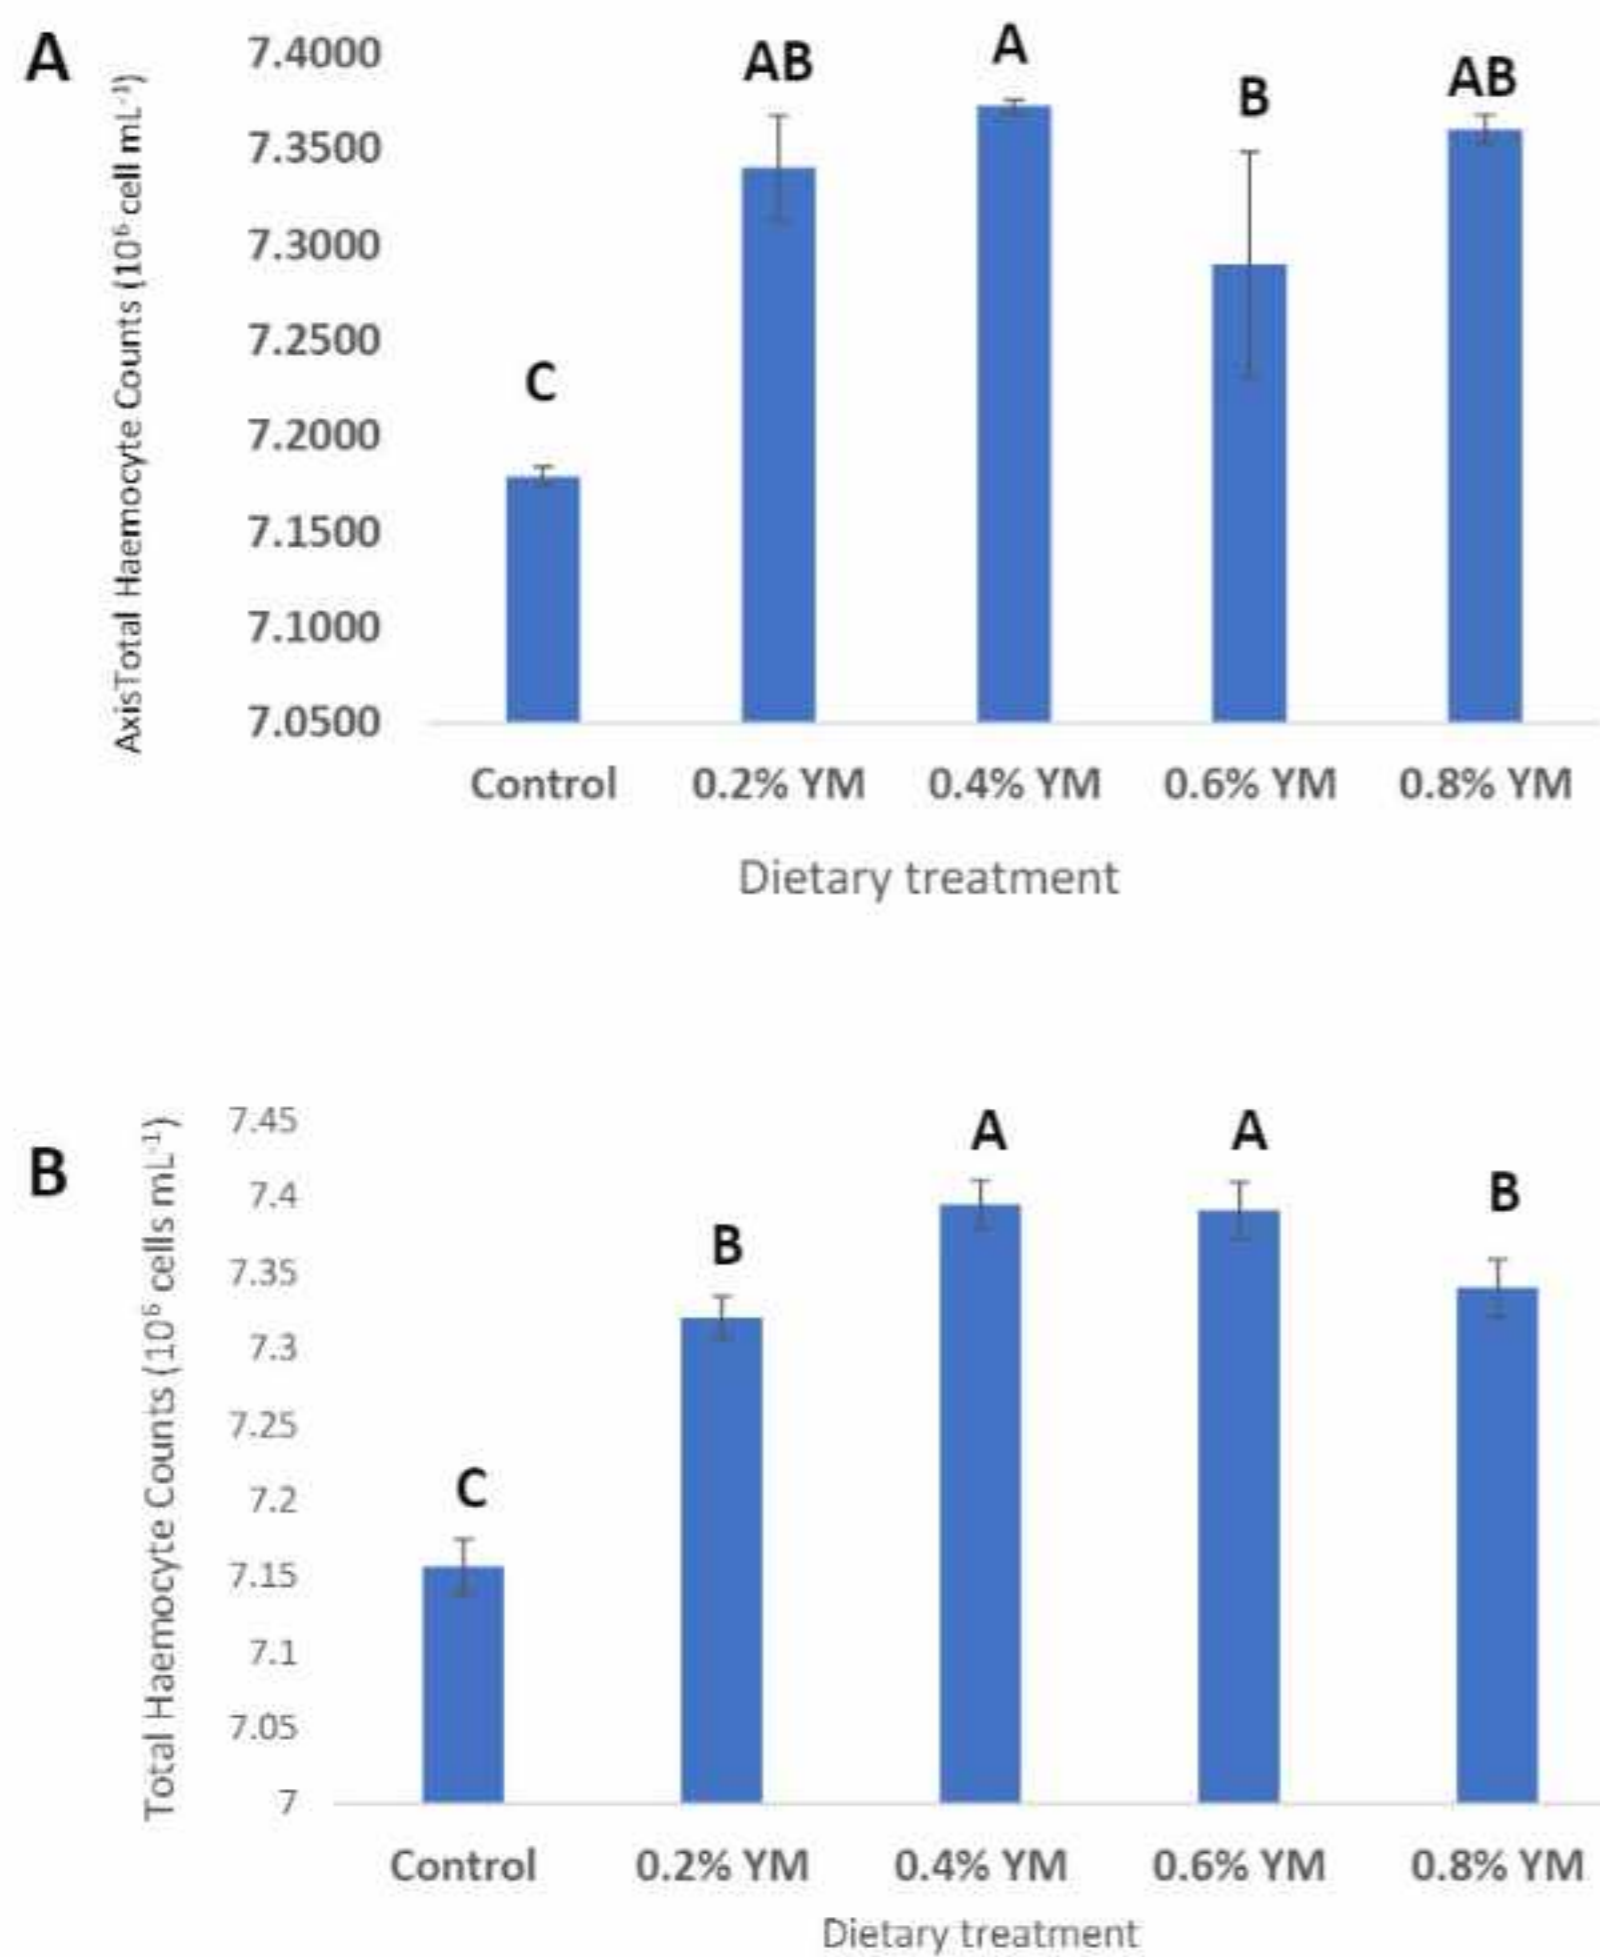 A
AxisTotal Haemocyte Counts (10⁶ cell mL⁻¹)
7.4000
7.3500
7.3000
7.2500
7.2000
7.1500
7.1000
7.0500
C
AB
A
B
AB
Control
0.2% YM
0.4% YM
0.6% YM
0.8% YM
Dietary treatment
B
Total Haemocyte Counts (10⁶ cells mL⁻¹)
7.45
7.4
7.35
7.3
7.25
7.2
7.15
7.1
7.05
7
C
B
A
A
B
Control
0.2% YM
0.4% YM
0.6% YM
0.8% YM
Dietary treatment